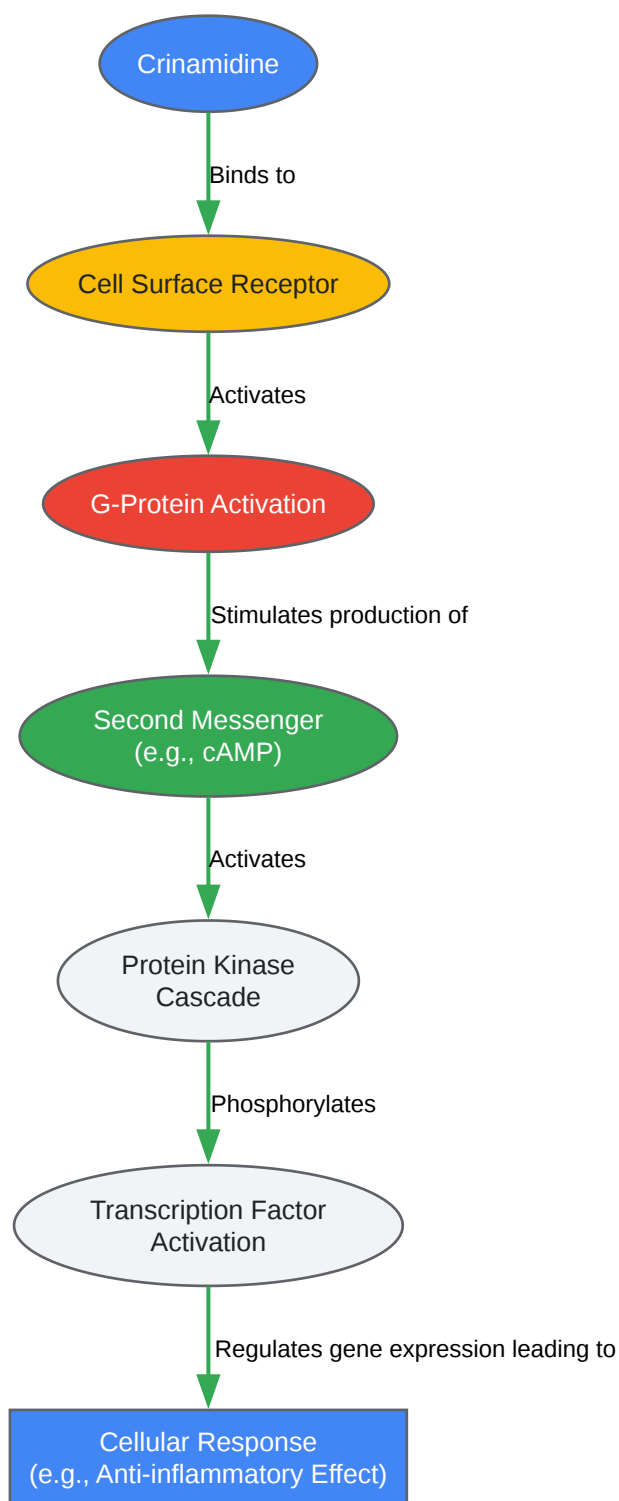 Crinamidine
Binds to
Cell Surface Receptor
Activates
G-Protein Activation
Stimulates production of
Second Messenger
(e.g., cAMP)
Activates
Protein Kinase
Cascade
Phosphorylates
Transcription Factor
Activation
Regulates gene expression leading to
Cellular Response
(e.g., Anti-inflammatory Effect)